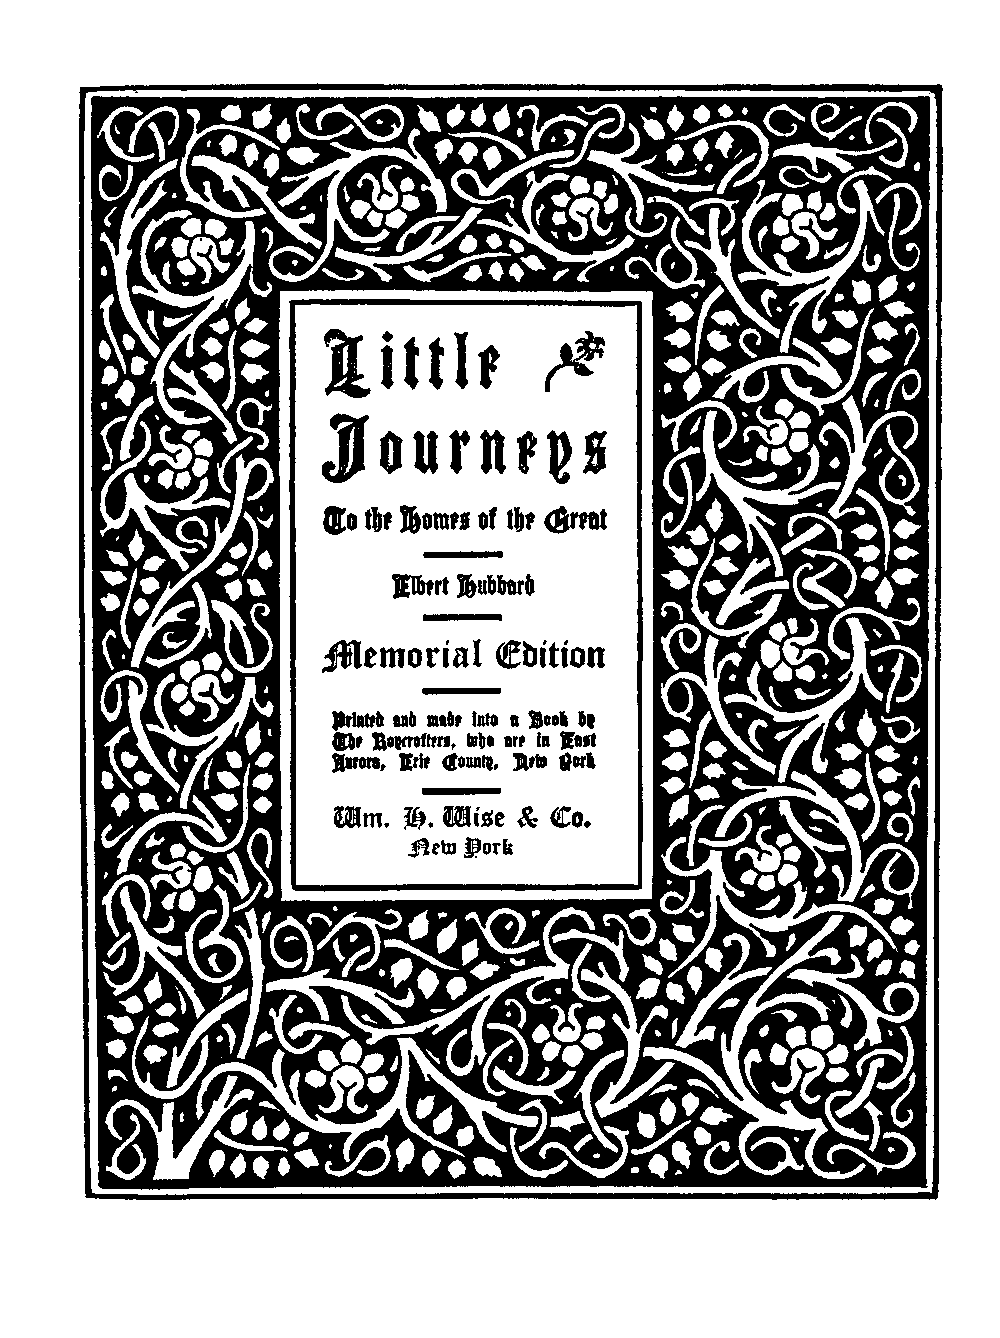 Little
Journeys
To the Homes of the Great
Elbert Hubbard
Memorial Edition
Printed and made into a Book by
The Roycrofters, who are in East
Aurora, Erie County, New York
Wm. H. Wise & Co.
New York